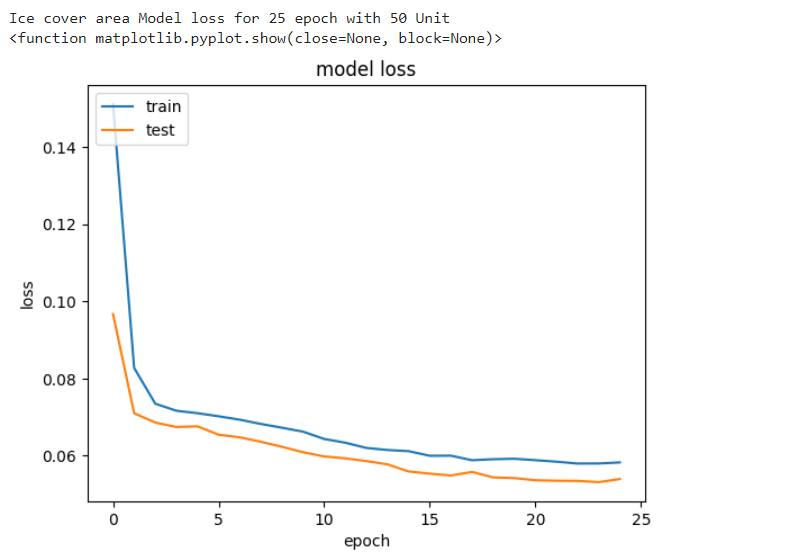 Ice cover area Model loss for 25 epoch with 50 Unit
<function matplotlib.pyplot.show(close=None, block=None)>
model loss
train
test
0.14
0.12
0.10
0.08
0.06
loss
0 5 10 15 20 25
epoch